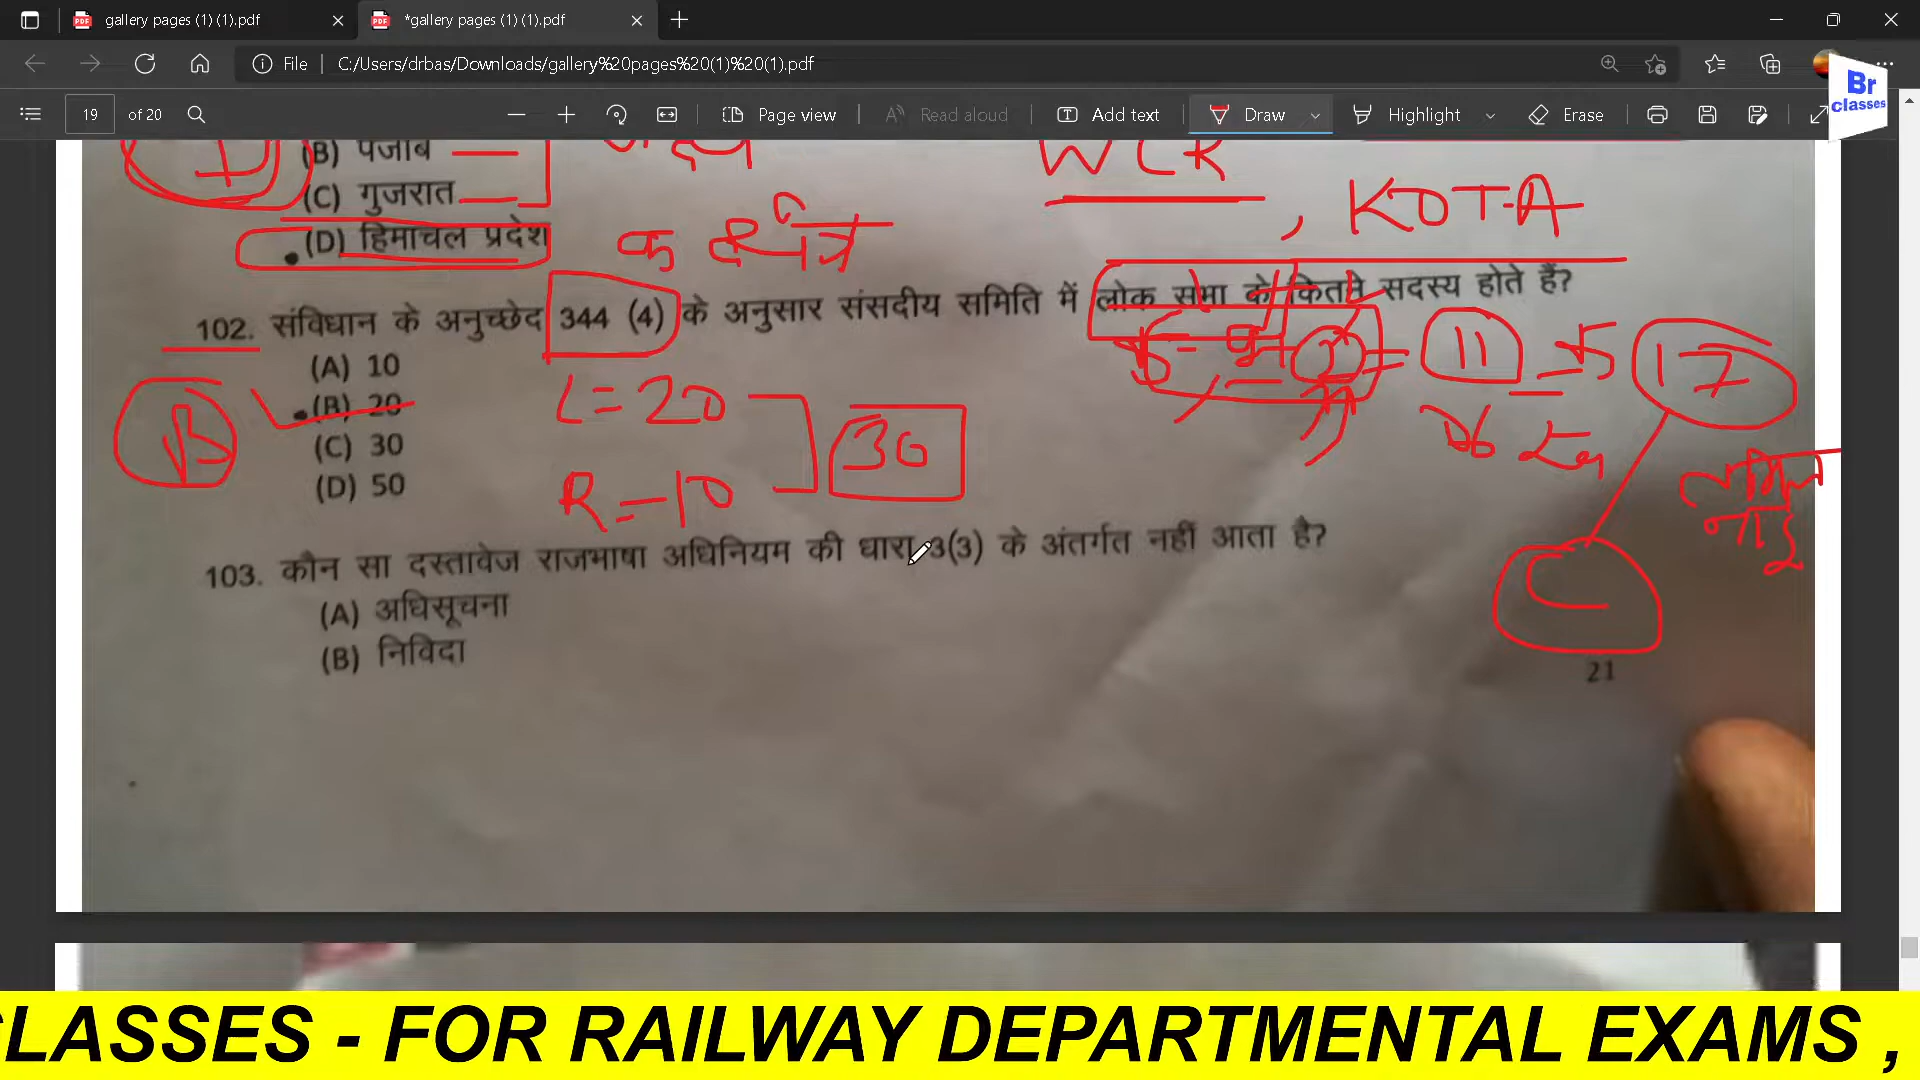 gallery pages (1) (1).pdf
*gallery pages (1) (1).pdf
File
C:/Users/drbas/Downloads/gallery%20pages%20(1)%20(1).pdf
Br
classes
19 of 20
Page view
Read aloud
Add text
Draw
Highlight
Erase
(B) पंजाब
WCR
(C) गुजरात
, KOTA
(D) हिमाचल प्रदेश
102. संविधान के अनुच्छेद 344 (4) के अनुसार संसदीय समिति में लोक सभा के कितने सदस्य होते हैं?
(A) 10
11
17
(B) 20
L = 20
B
30
(C) 30
(D) 50
R = 10
103. कौन सा दस्तावेज राजभाषा अधिनियम की धारा 3(3) के अंतर्गत नहीं आता है?
(A) अधिसूचना
C
(B) निविदा
21
CLASSES - FOR RAILWAY DEPARTMENTAL EXAMS ,